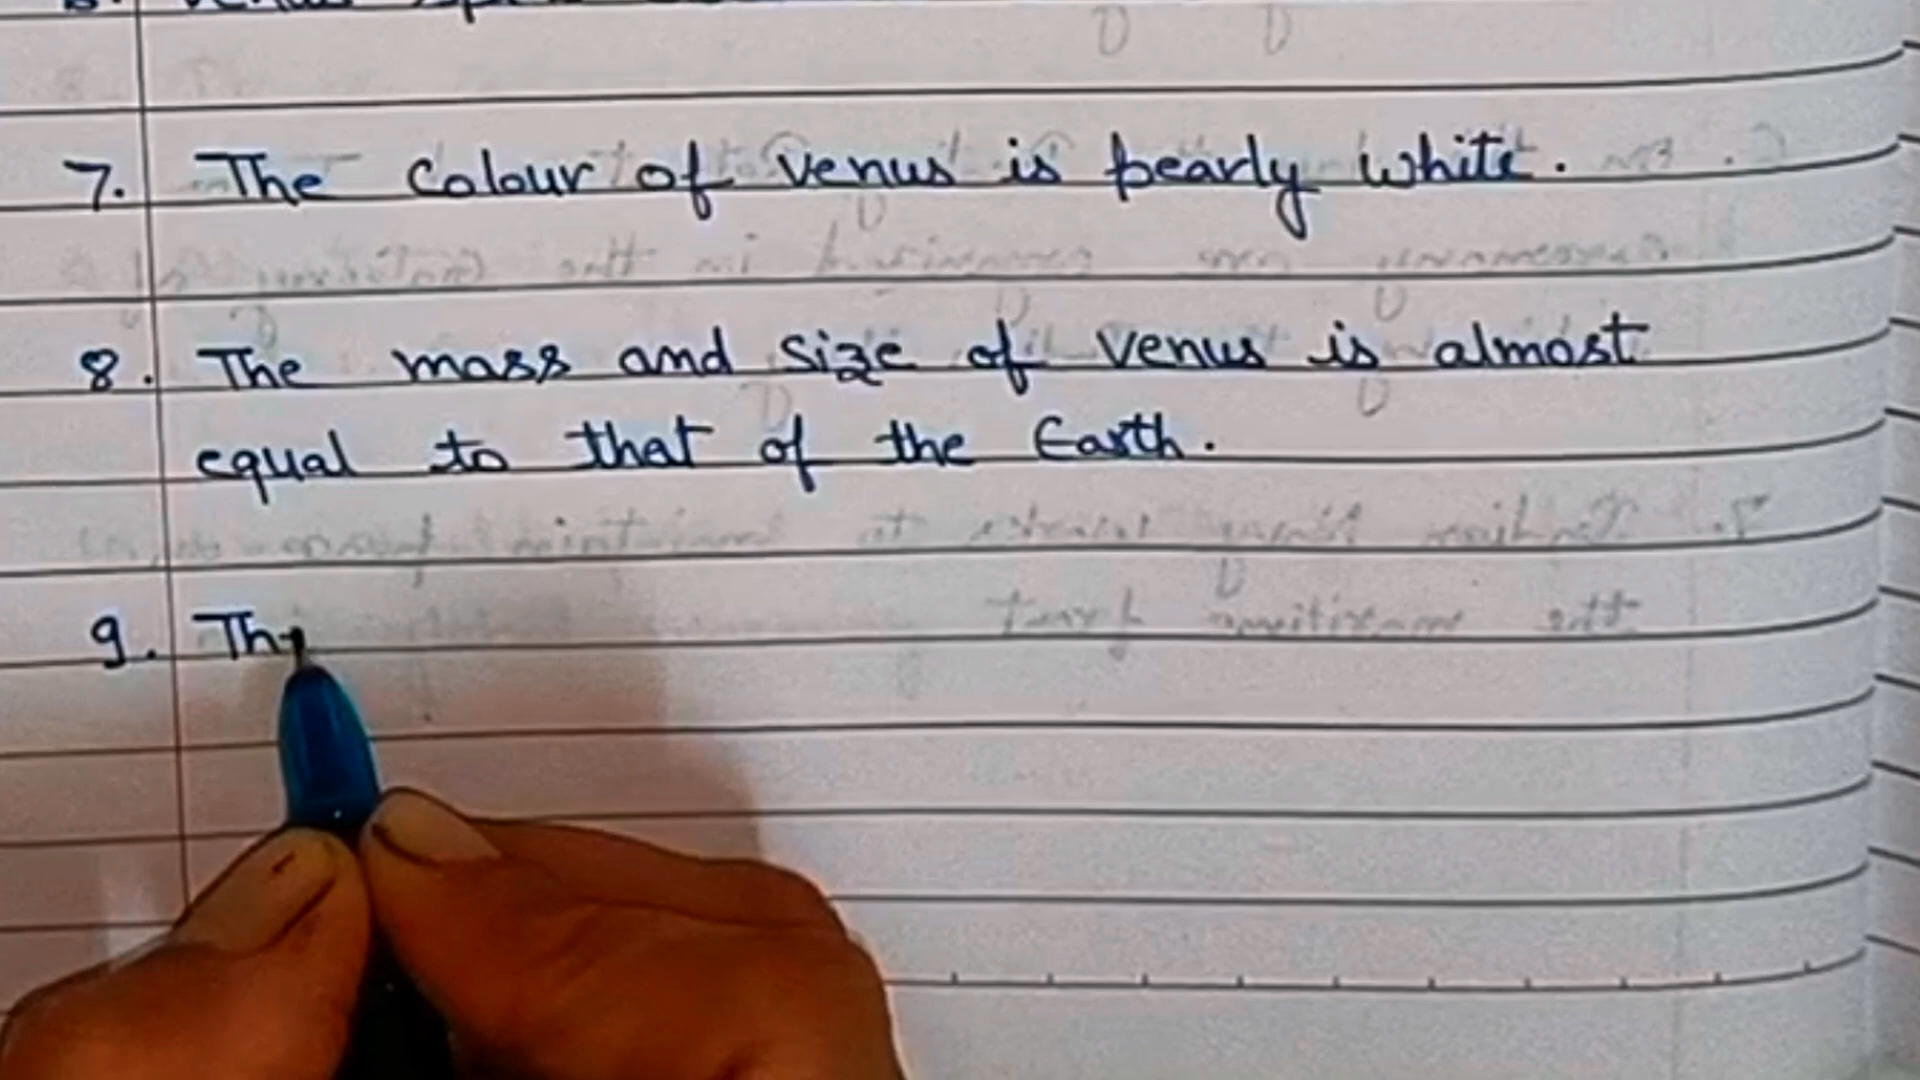 7. The Colour of venus is pearly white.
8. The mass and size of venus is almost
equal to that of the Earth.
9. Th